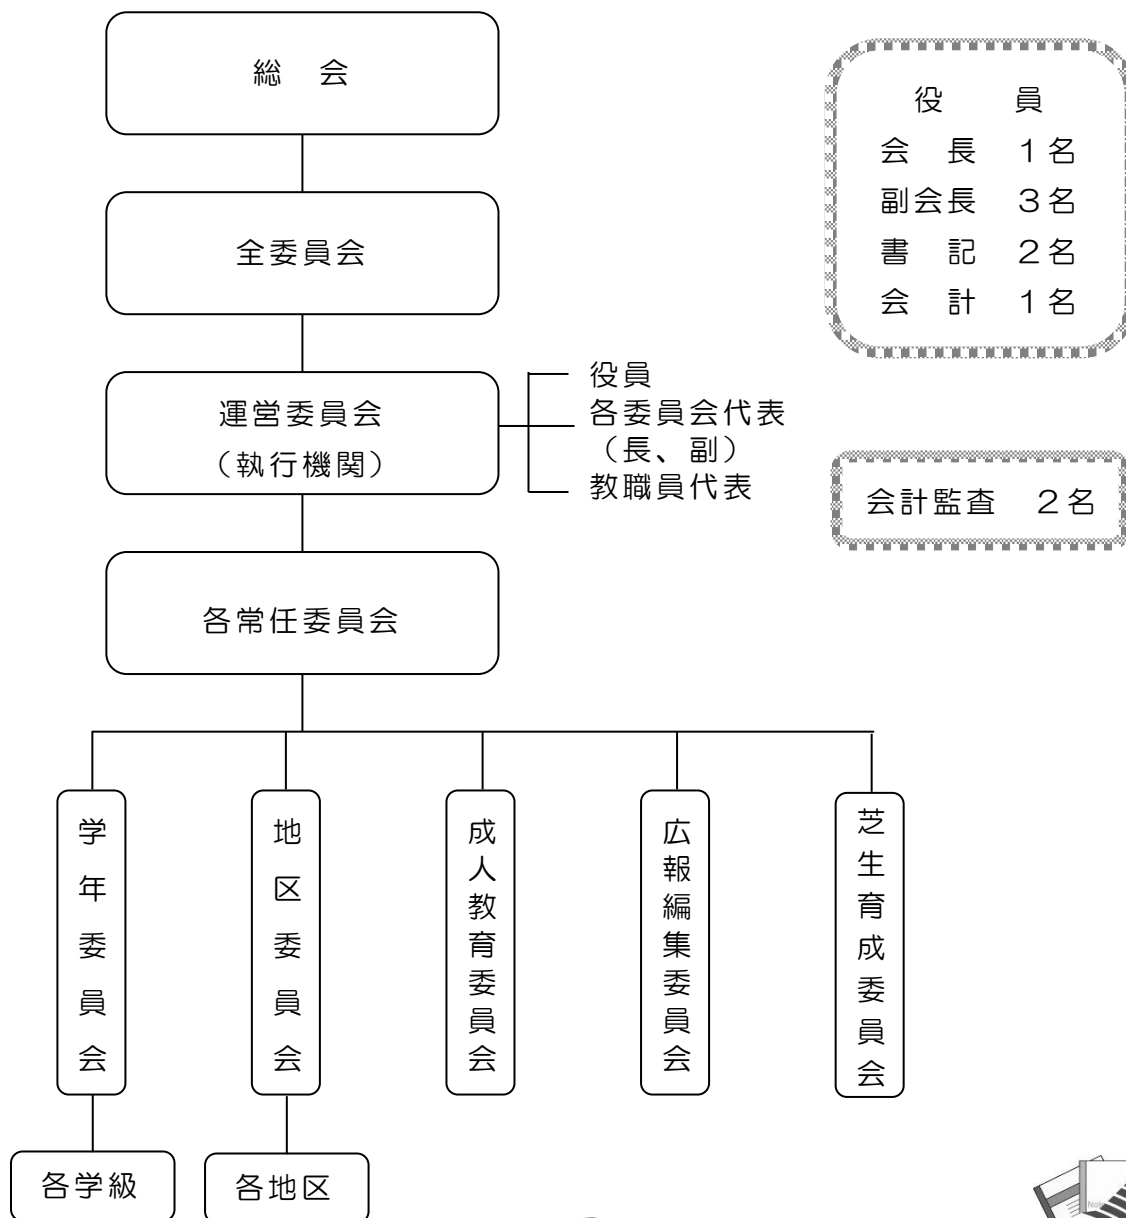 総　会
全委員会
運営委員会
（執行機関）
役員
各委員会代表
（長、副）
教職員代表
各常任委員会
学年委員会
地区委員会
成人教育委員会
広報編集委員会
芝生育成委員会
各学級
各地区
役　　員
会　長　１名
副会長　３名
書　記　２名
会　計　１名
会計監査　２名
Note